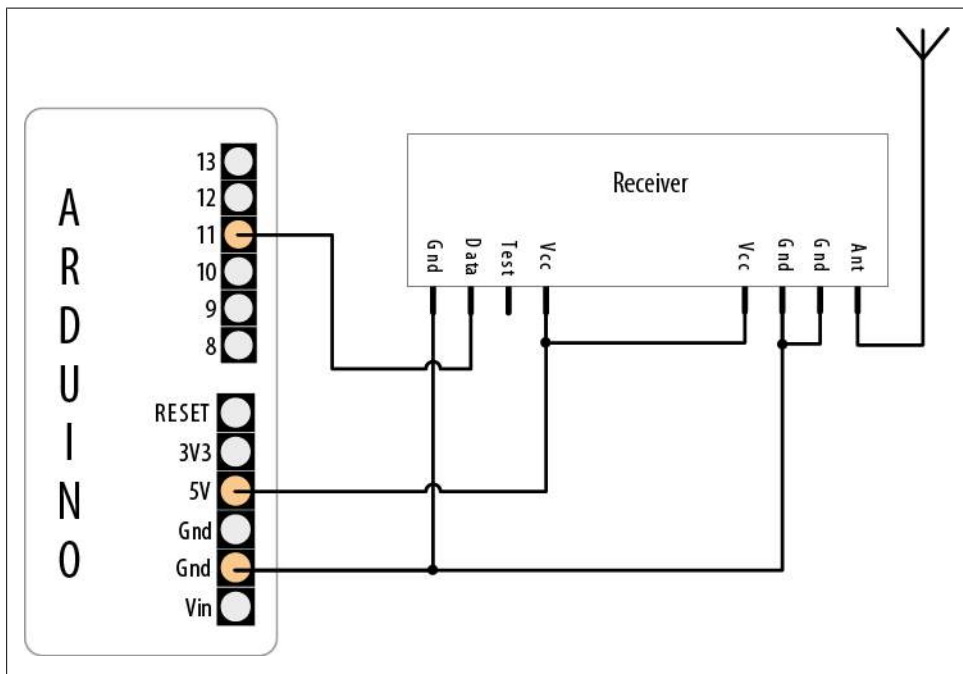 ARDUINO
13
12
11
10
9
8
RESET
3V3
5V
Gnd
Gnd
Vin
Receiver
Gnd
Data
Test
Vcc
Vcc
Gnd
Gnd
Ant